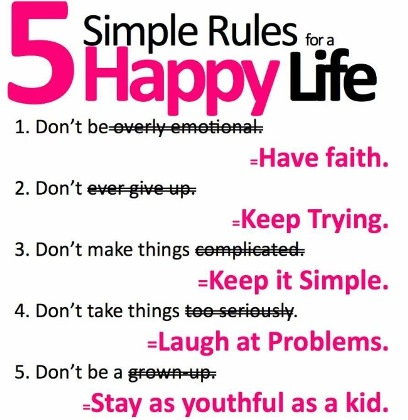 5 Simple Rules for a
Happy Life
1. Don't be overly emotional.
=Have faith.
2. Don't ever give up.
=Keep Trying.
3. Don't make things complicated.
=Keep it Simple.
4. Don't take things too seriously.
=Laugh at Problems.
5. Don't be a grown-up.
=Stay as youthful as a kid.